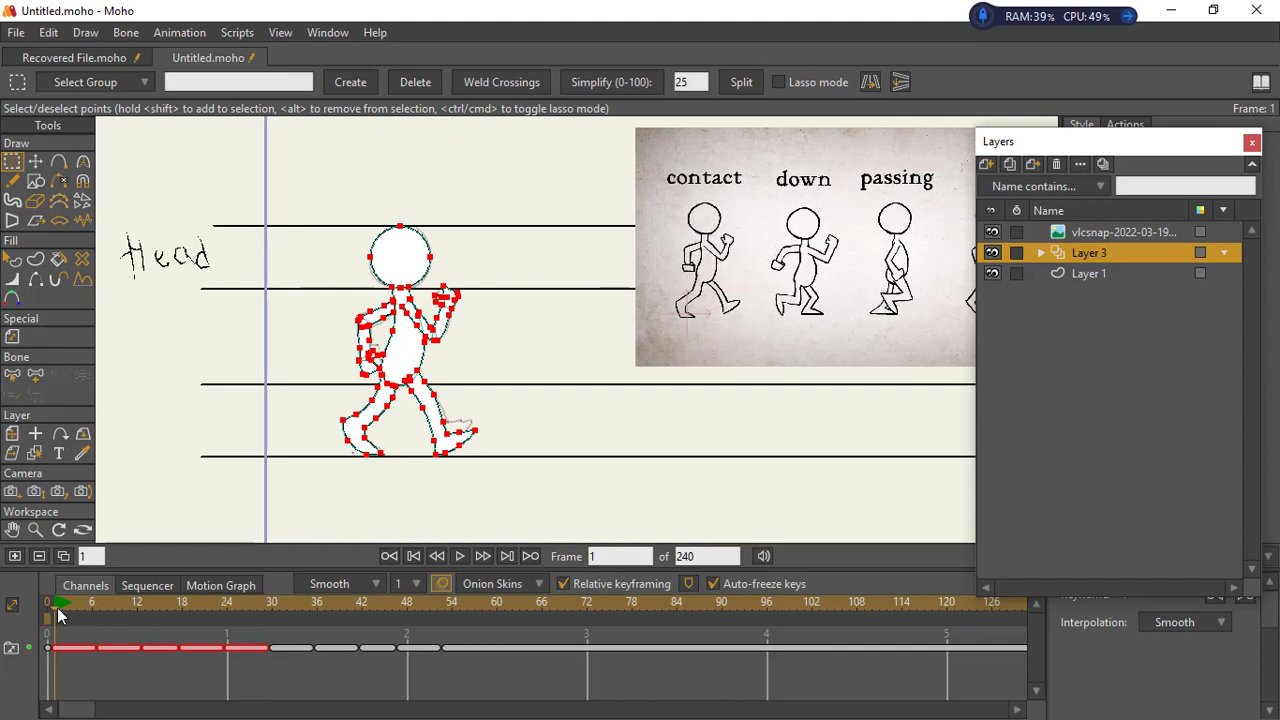 Untitled.moho - Moho
RAM:39% CPU:49%
File Edit Draw Bone Animation Scripts View Window Help
Recovered File.moho Untitled.moho
Select Group Create Delete Weld Crossings Simplify (0-100): 25 Split Lasso mode
Select/deselect points (hold <shift> to add to selection, <alt> to remove from selection, <ctrl/cmd> to toggle lasso mode) Frame: 1
Tools
Style Actions
Draw
Layers
Name contains...
Name
vlcsnap-2022-03-19...
Layer 3
Layer 1
contact down passing
Head
Fill
Special
Bone
Layer
Camera
Workspace
1 Frame 1 of 240
Channels Sequencer Motion Graph Smooth 1 Onion Skins Relative keyframing Auto-freeze keys
0 6 12 18 24 30 36 42 48 54 60 66 72 78 84 90 96 102 108 114 120 126
Interpolation: Smooth
0 1 2 3 4 5